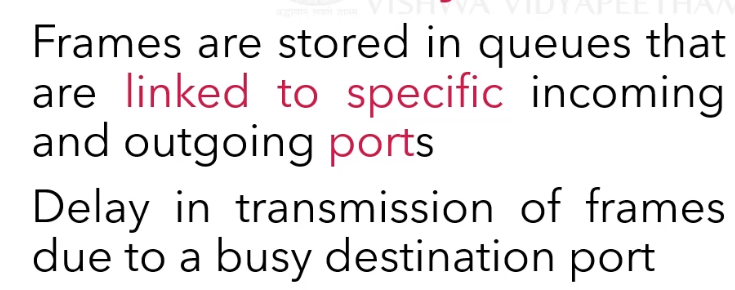 VISHWA VIDYAPEETHAM
Frames are stored in queues that
are linked to specific incoming
and outgoing ports
Delay in transmission of frames
due to a busy destination port